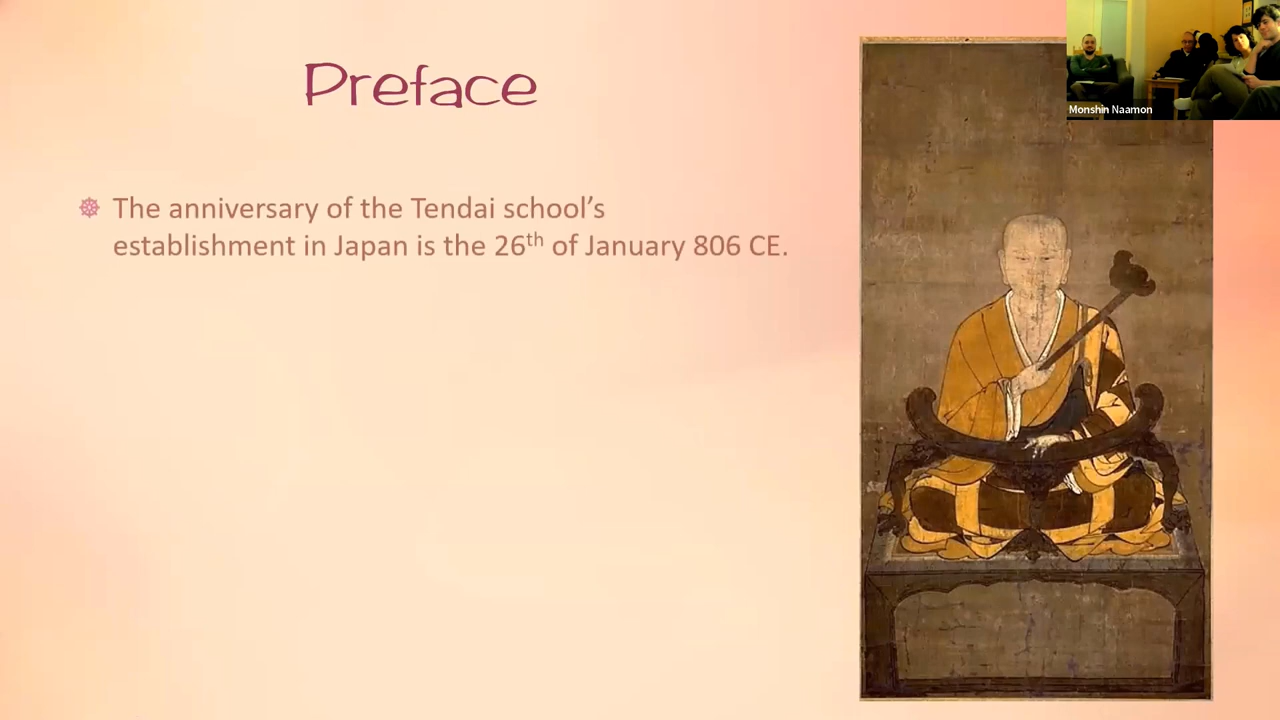 Preface
The anniversary of the Tendai school’s
establishment in Japan is the 26th of January 806 CE.
Monshin Naamon